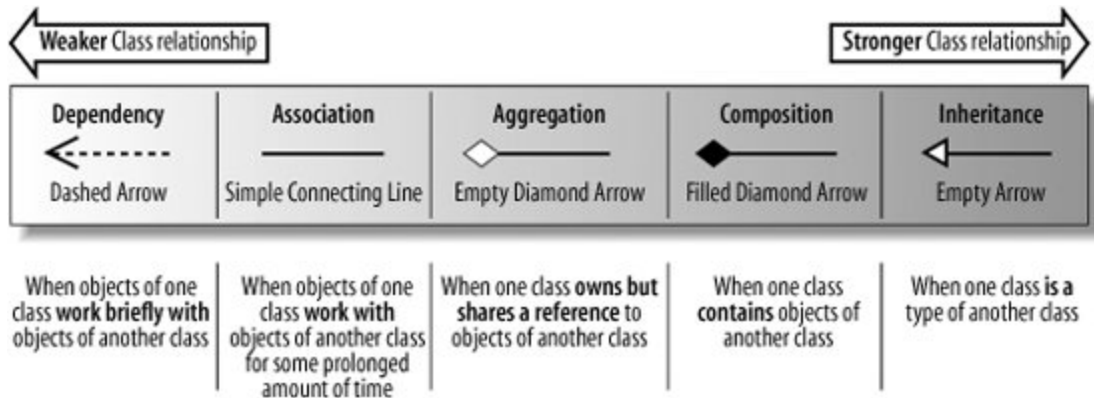 Weaker Class relationship
Stronger Class relationship
Dependency
Dashed Arrow
Association
Simple Connecting Line
Aggregation
Empty Diamond Arrow
Composition
Filled Diamond Arrow
Inheritance
Empty Arrow
When objects of one
class work briefly with
objects of another class
When objects of one
class work with
objects of another class
for some prolonged
amount of time
When one class owns but
shares a reference to
objects of another class
When one class
contains objects of
another class
When one class is a
type of another class